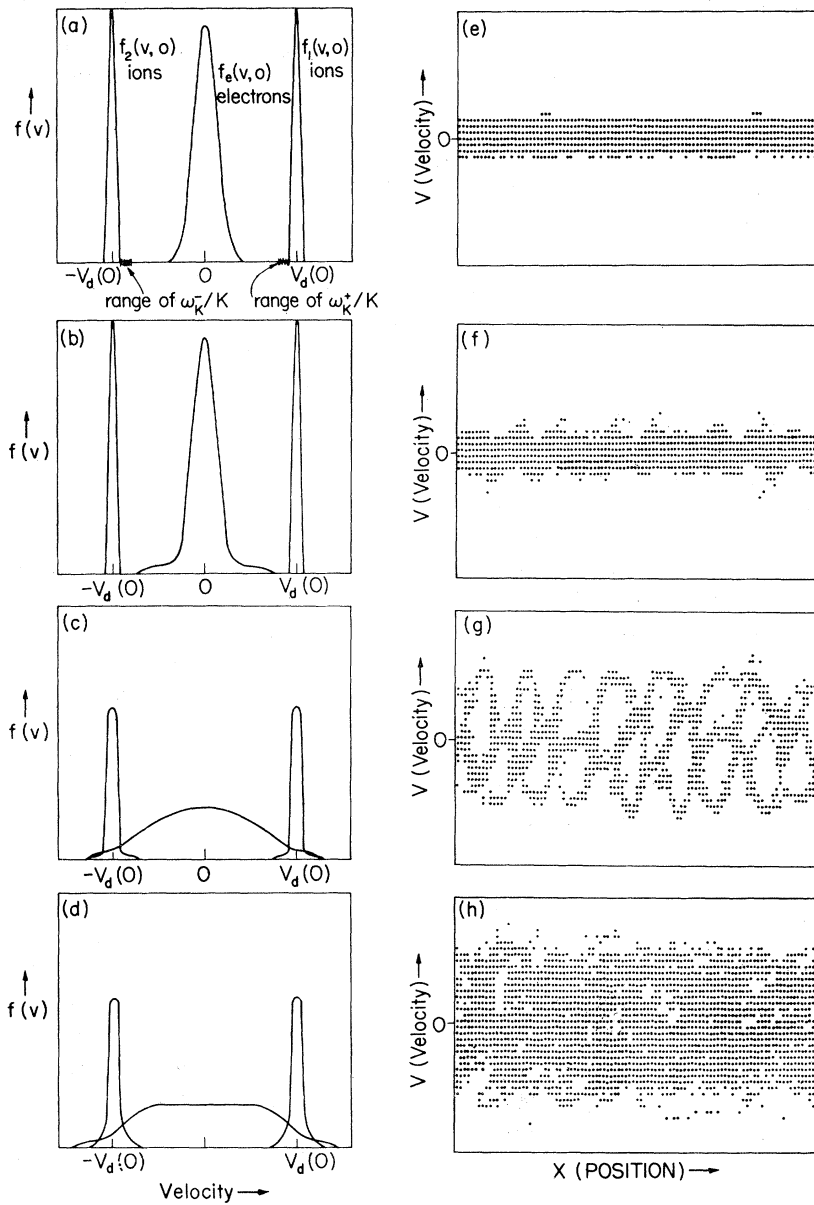 (a)
f₂(v,o)
ions
fₑ(v,o)
electrons
f₁(v,o)
ions
f(v)
-V_d(O) O V_d(O)
range of ω_K⁻/K
range of ω_K⁺/K
(b)
f(v)
-V_d(O) O V_d(O)
(c)
f(v)
-V_d(O) O V_d(O)
(d)
f(v)
-V_d(O) V_d(O)
Velocity →
(e)
V (Velocity) →
O
(f)
V (Velocity) →
O
(g)
V (Velocity) →
O
(h)
V (Velocity) →
O
X (POSITION) →